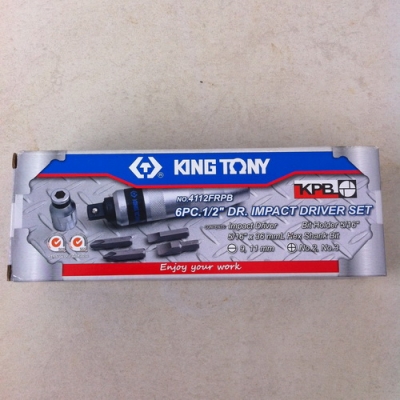 KING TONY
NO.4112FRPB
KPB
6PC.1/2" DR. IMPACT DRIVER SET
Impact Driver Bit Holder 5/16"
5/16" x 36 mmL Hex Shank Bit
No.2, No.3
Enjoy your work